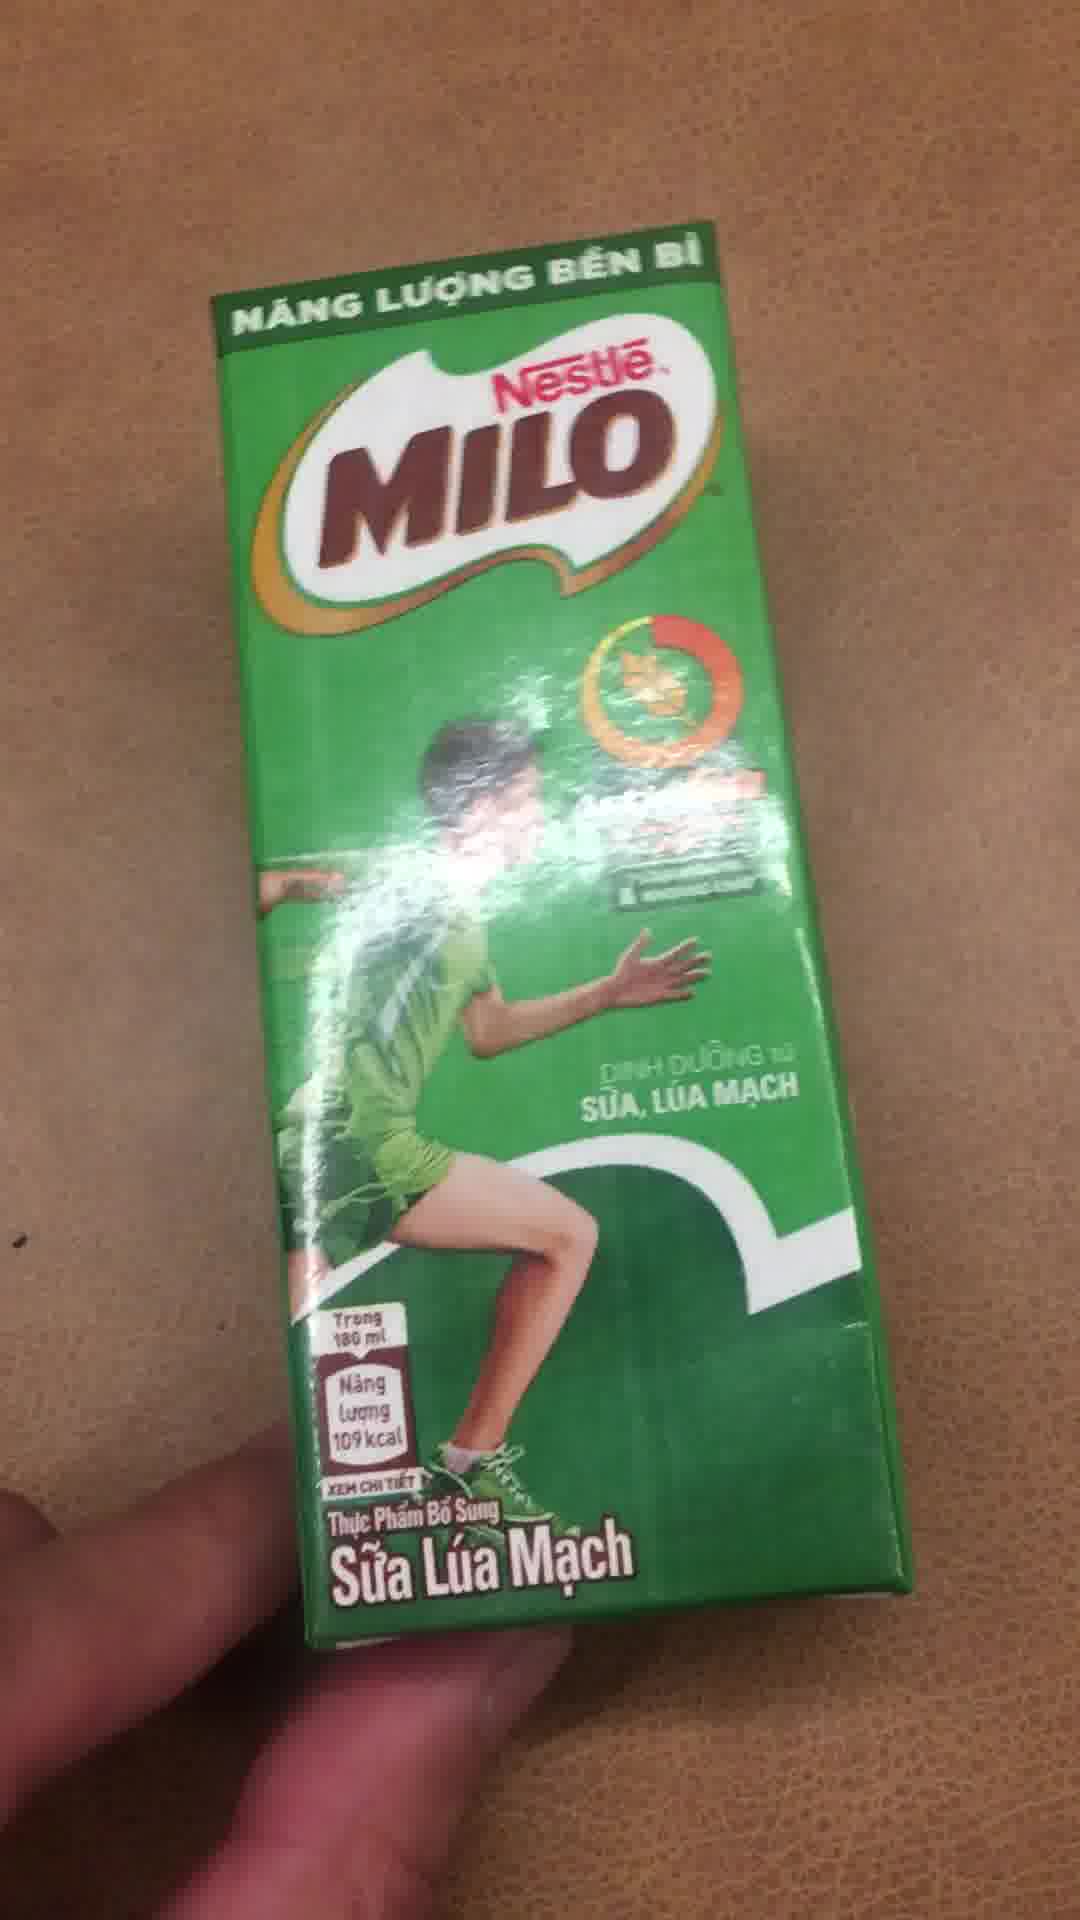 NĂNG LƯỢNG BỀN BỈ
Nestlé
MILO
DINH DƯỠNG từ
SỮA, LÚA MẠCH
Trong
180 ml
Năng
lượng
109 kcal
XEM CHI TIẾT
Thực Phẩm Bổ Sung
Sữa Lúa Mạch